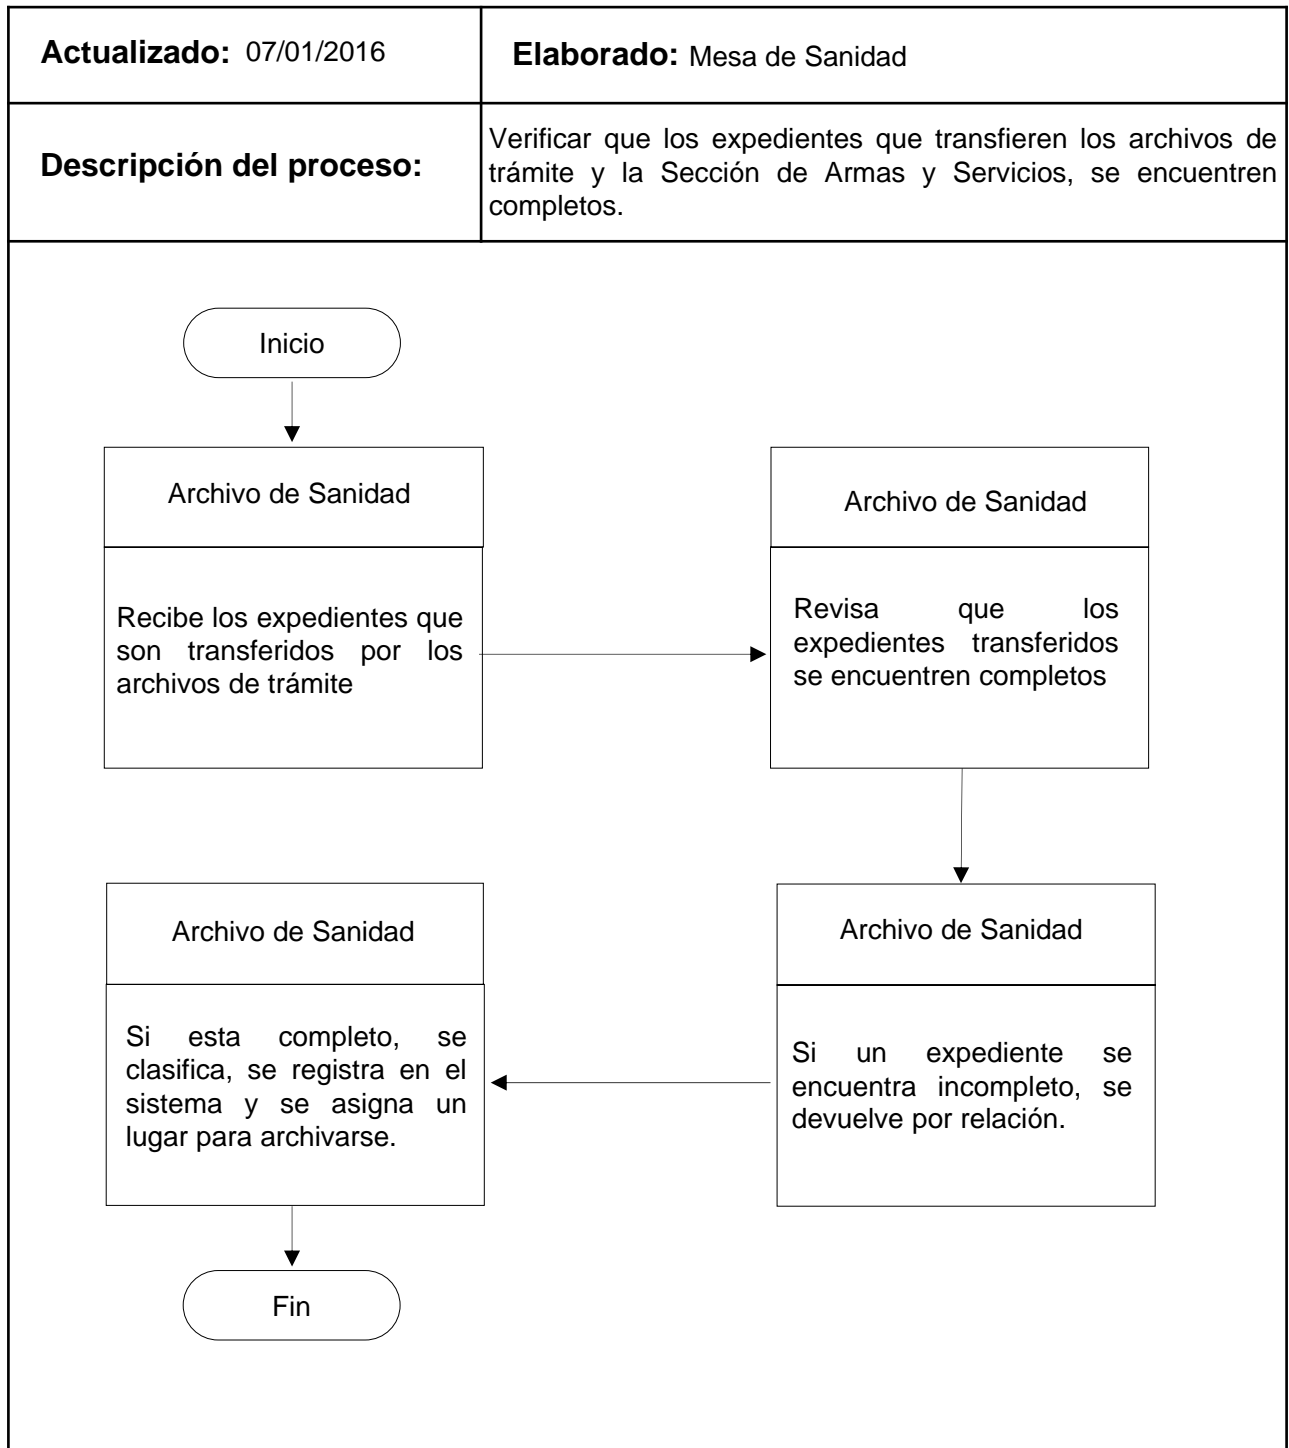 Actualizado: 07/01/2016
Elaborado: Mesa de Sanidad
Descripción del proceso:
Verificar que los expedientes que transfieren los archivos de
trámite y la Sección de Armas y Servicios, se encuentren
completos.
Inicio
Archivo de Sanidad
Recibe los expedientes que
son transferidos por los
archivos de trámite
Archivo de Sanidad
Revisa que los
expedientes transferidos
se encuentren completos
Archivo de Sanidad
Si un expediente se
encuentra incompleto, se
devuelve por relación.
Archivo de Sanidad
Si esta completo, se
clasifica, se registra en el
sistema y se asigna un
lugar para archivarse.
Fin